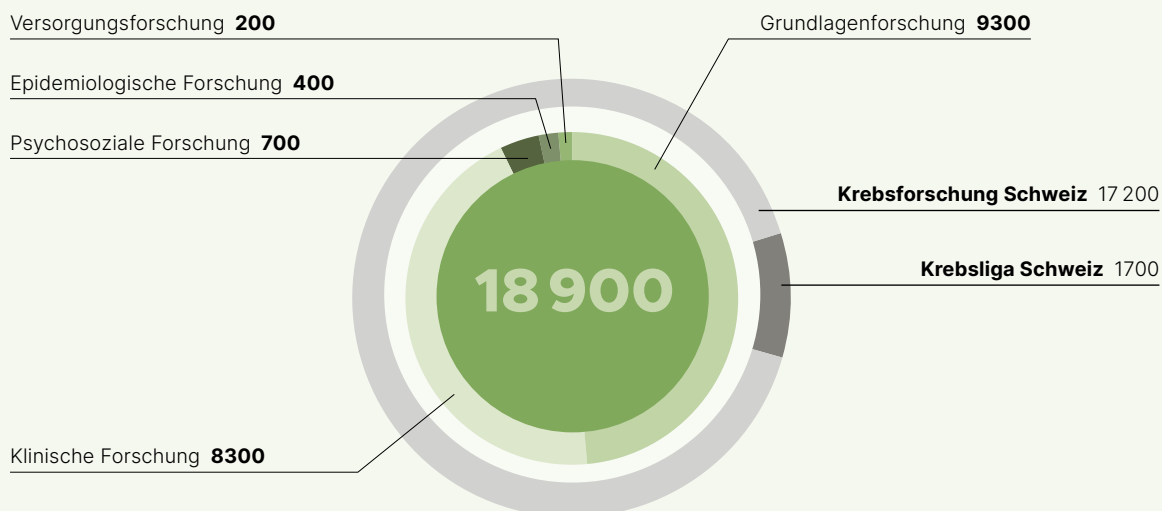 Versorgungsforschung 200
Grundlagenforschung 9300
Epidemiologische Forschung 400
Psychosoziale Forschung 700
Krebsforschung Schweiz 17 200
Krebsliga Schweiz 1700
18 900
Klinische Forschung 8300